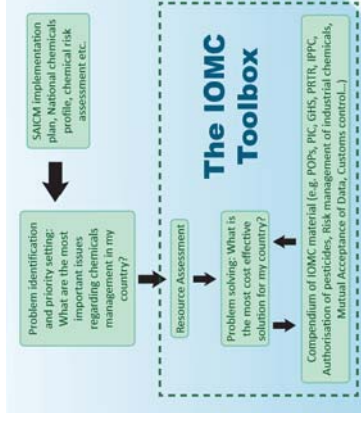 SAICM implementation
plan, National chemicals
profile, chemical risk
assessment etc.
Problem identification
and priority setting:
What are the most
important issues
regarding chemicals
management in my
country?
The IOMC
Toolbox
Resource Assessment
Problem solving: What is
the most cost effective
solution for my country?
Compendium of IOMC material (e.g. POPs, PIC, GHS, PRTR, IPPC,
Authorisation of pesticides, Risk management of industrial chemicals,
Mutual Acceptance of Data, Customs control...)